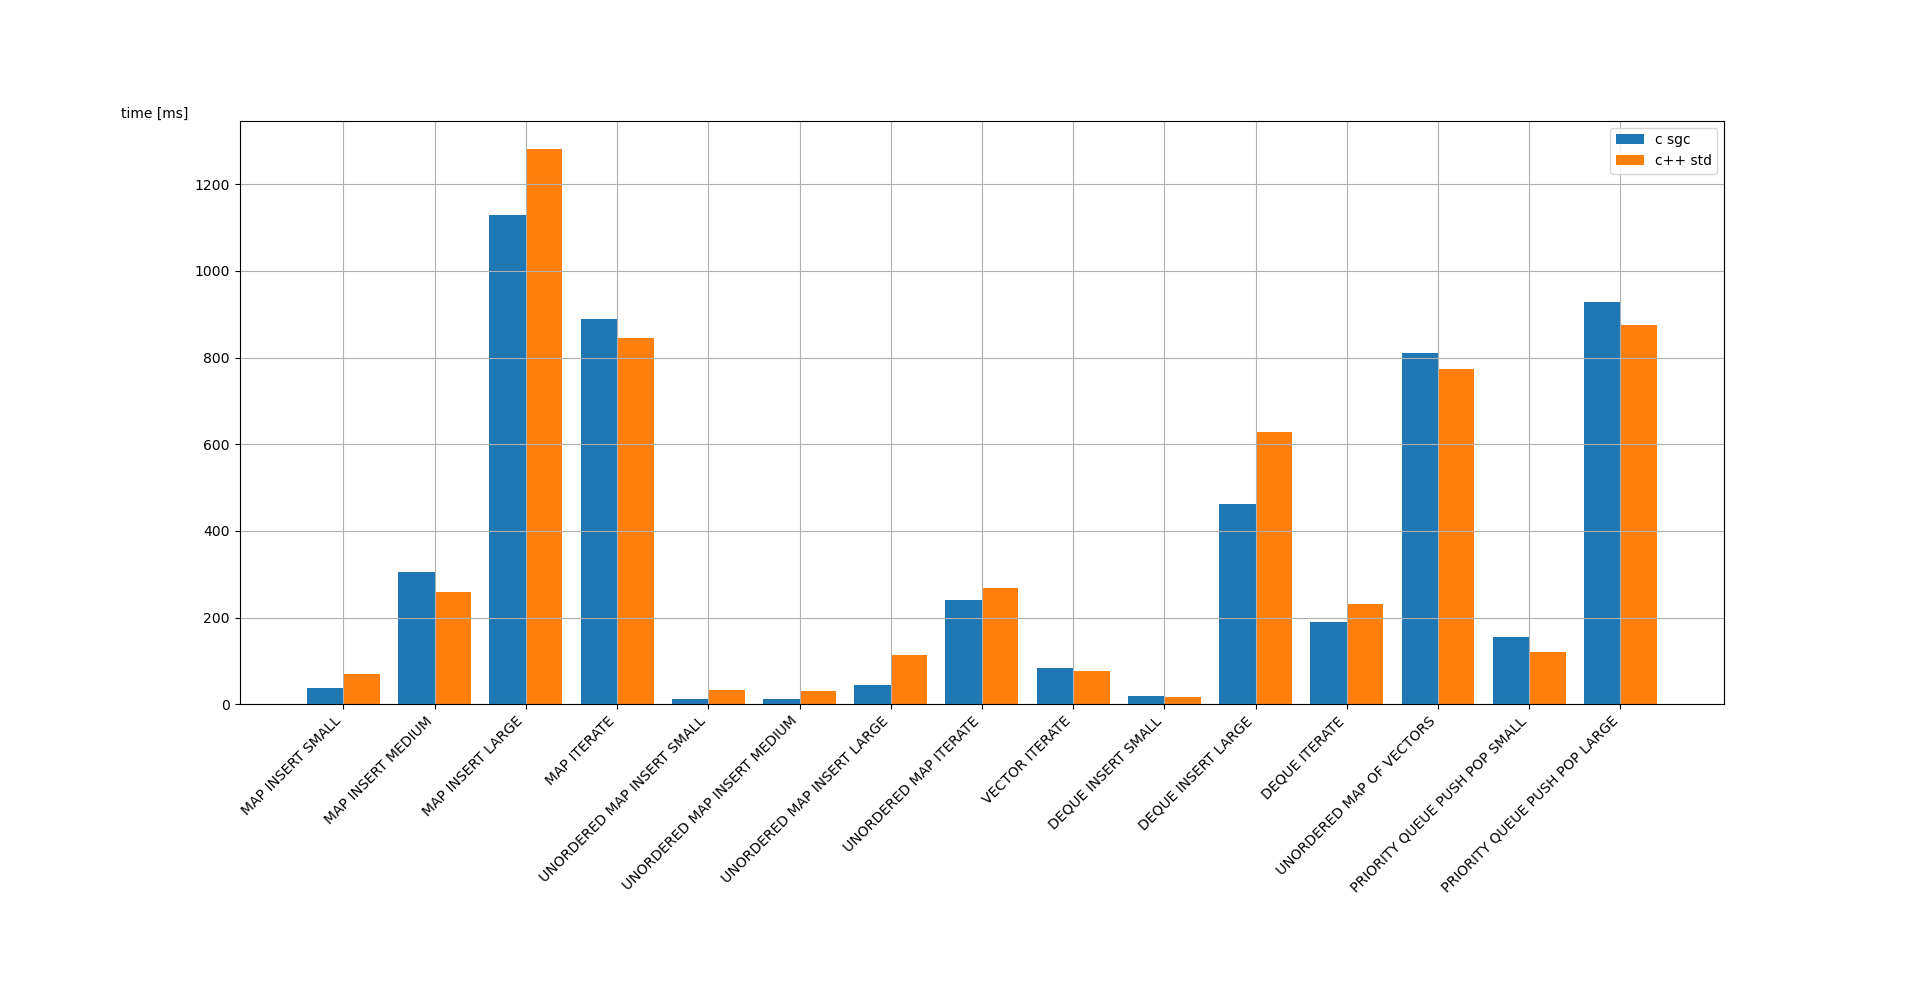 time [ms]
c sgc
c++ std
1200
1000
800
600
400
200
0
MAP INSERT SMALL
MAP INSERT MEDIUM
MAP INSERT LARGE
MAP ITERATE
UNORDERED MAP INSERT SMALL
UNORDERED MAP INSERT MEDIUM
UNORDERED MAP INSERT LARGE
UNORDERED MAP ITERATE
VECTOR ITERATE
DEQUE INSERT SMALL
DEQUE INSERT LARGE
DEQUE ITERATE
UNORDERED MAP OF VECTORS
PRIORITY QUEUE PUSH POP SMALL
PRIORITY QUEUE PUSH POP LARGE